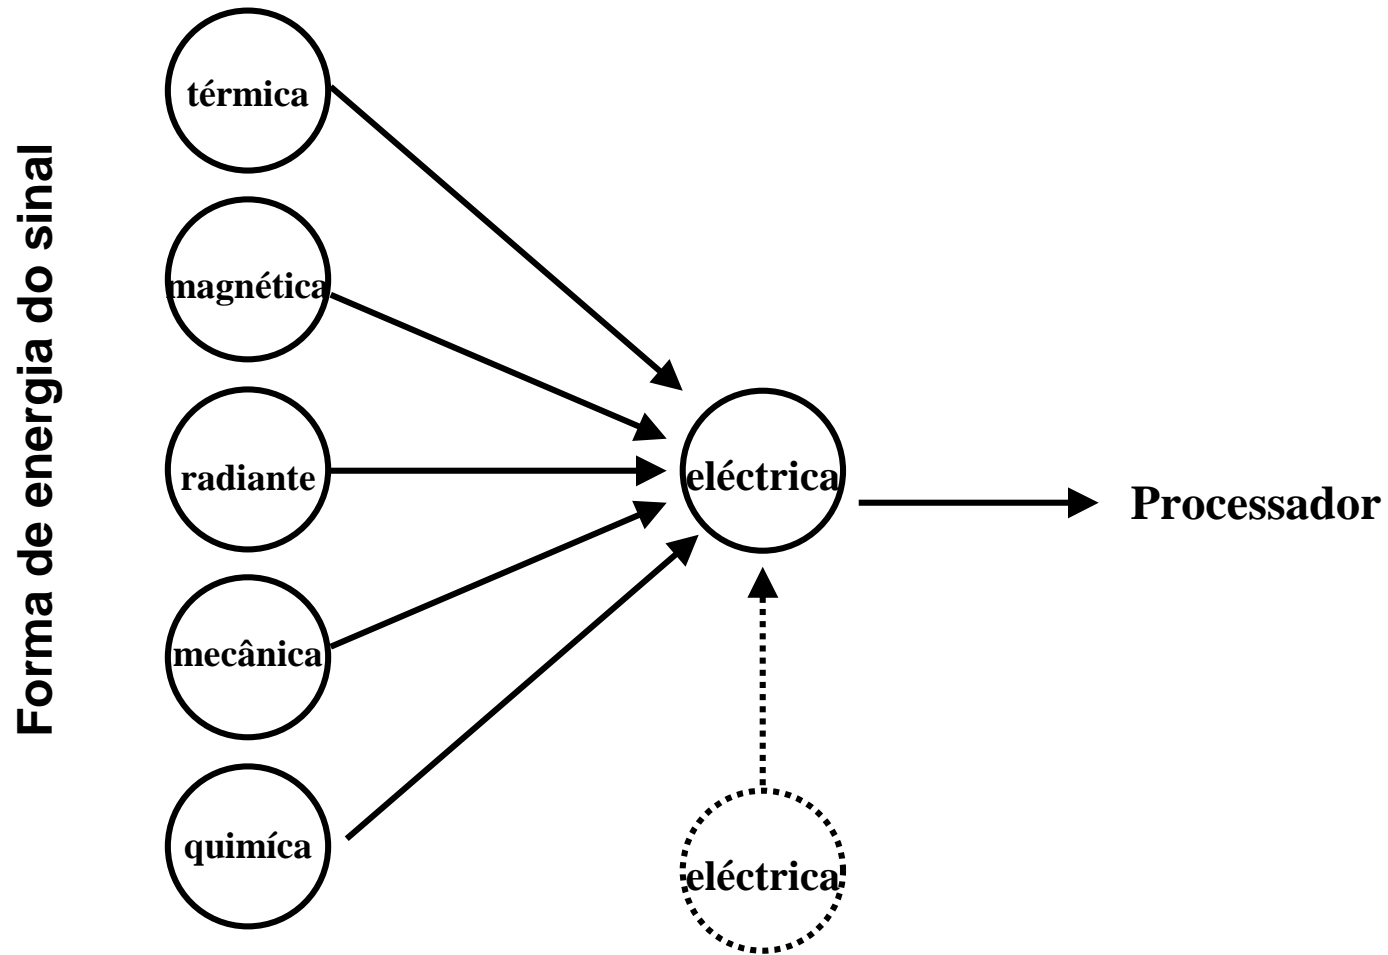 Forma de energia do sinal
térmica
magnética
radiante
mecânica
quimíca
eléctrica
eléctrica
Processador